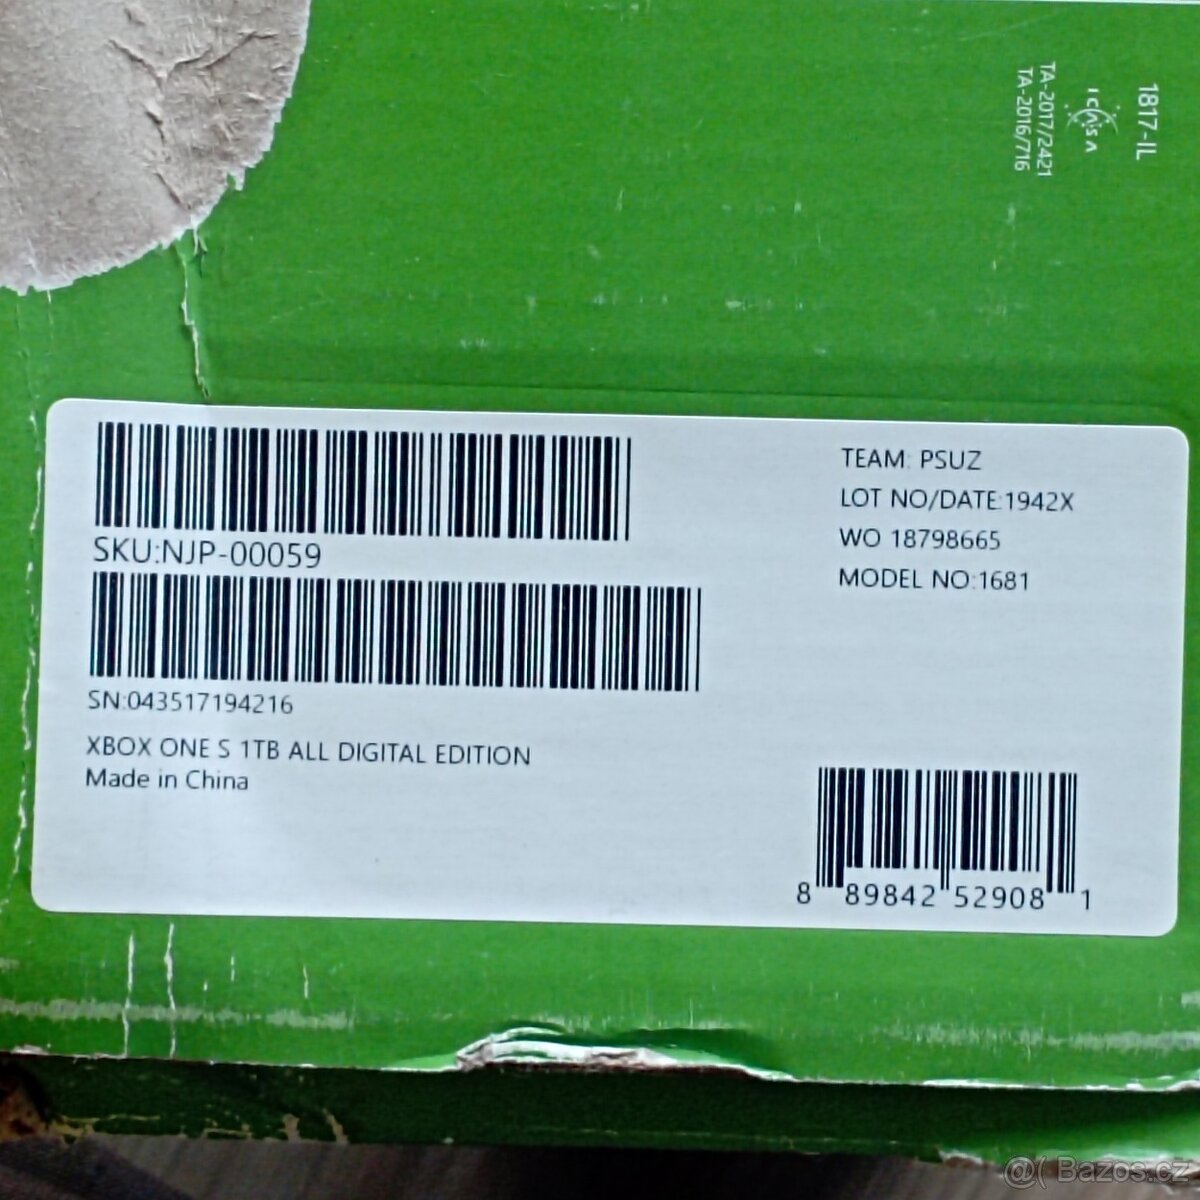 1817-IL
ICASA
TA-2017/2421
TA-2016/716
SKU:NJP-00059
SN:043517194216
XBOX ONE S 1TB ALL DIGITAL EDITION
Made in China
TEAM: PSUZ
LOT NO/DATE:1942X
WO 18798665
MODEL NO:1681
8 89842 52908 1
@( Bazos.cz